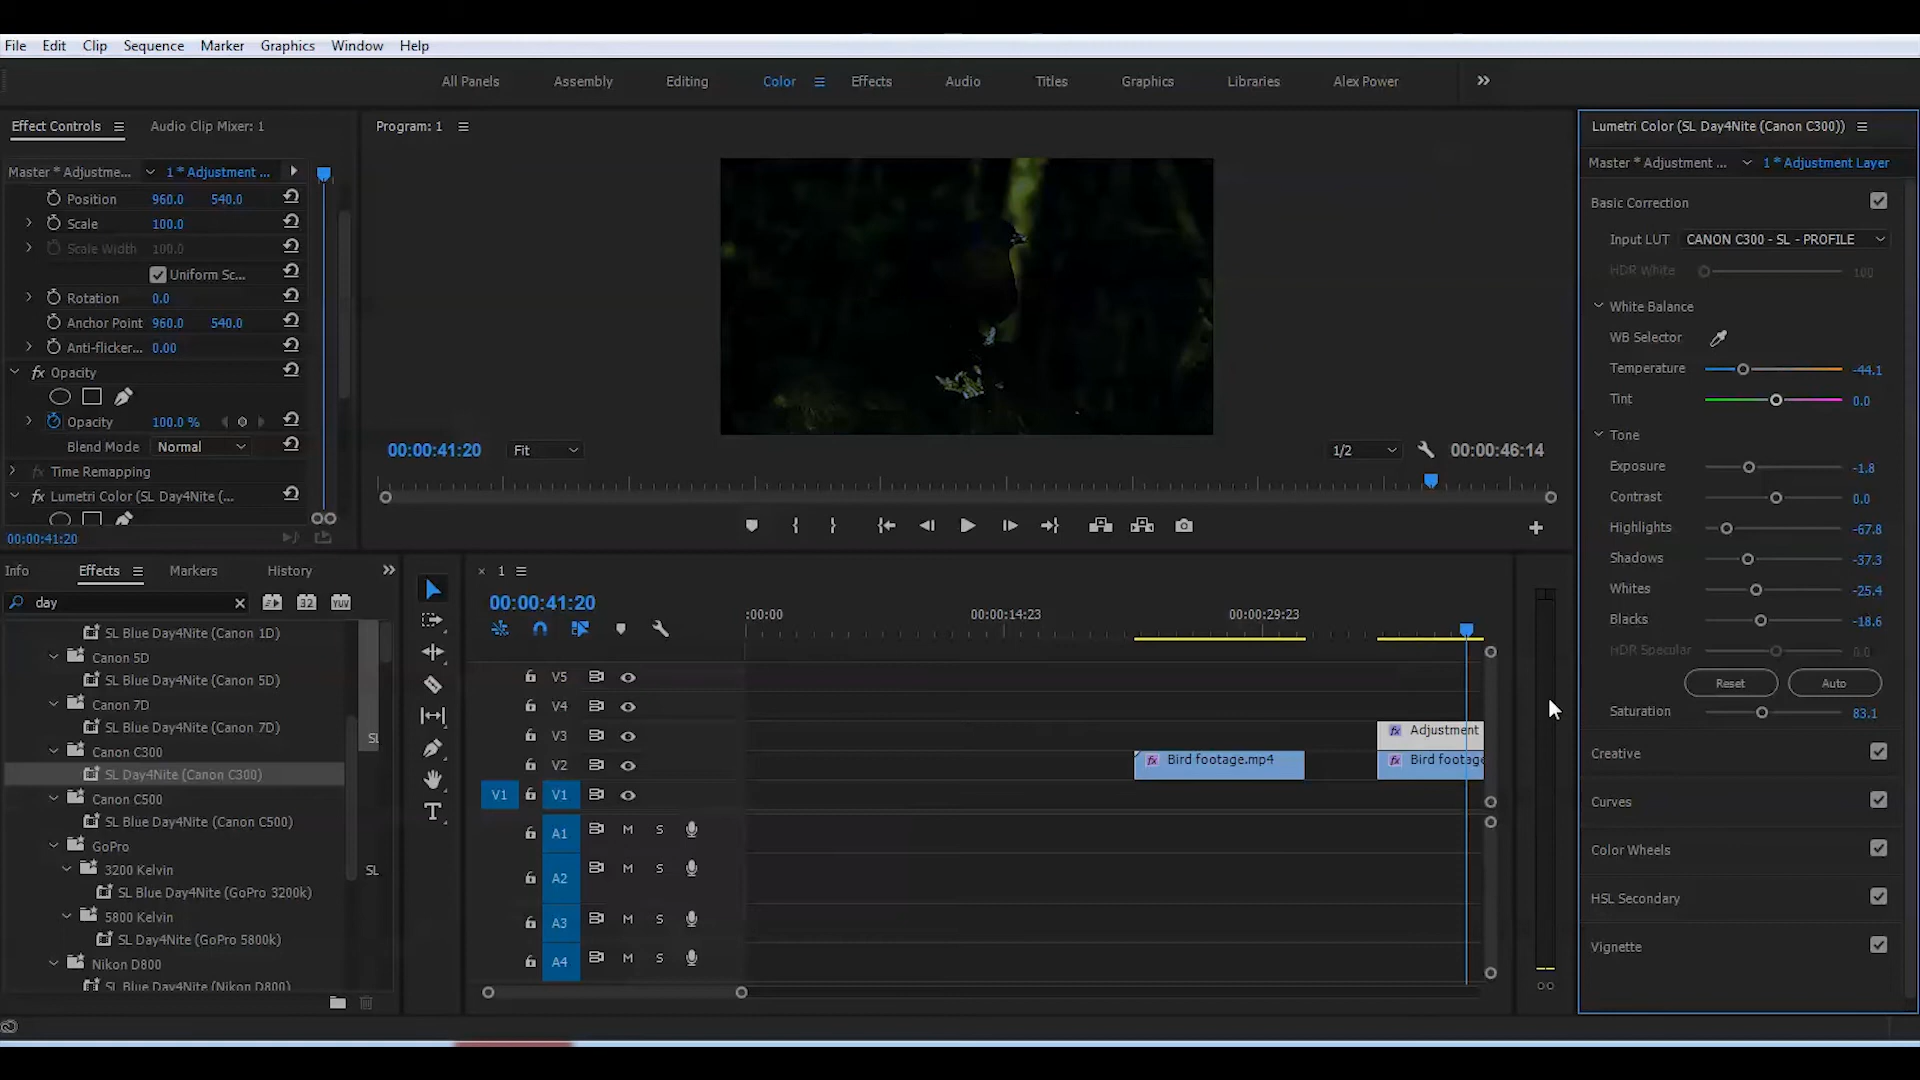 File Edit Clip Sequence Marker Graphics Window Help
All Panels Assembly Editing Color Effects Audio Titles Graphics Libraries Alex Power
Effect Controls Audio Clip Mixer: 1
Master * Adjustme... 1 * Adjustment ...
Position 960.0 540.0
Scale 100.0
Scale Width 100.0
Uniform Sc...
Rotation 0.0
Anchor Point 960.0 540.0
Anti-flicker... 0.00
fx Opacity
Opacity 100.0 %
Blend Mode Normal
fx Time Remapping
fx Lumetri Color (SL Day4Nite (...
00:00:41:20
Program: 1
00:00:41:20 Fit 1/2 00:00:46:14
Lumetri Color (SL Day4Nite (Canon C300))
Master * Adjustment ... 1 * Adjustment Layer
Basic Correction
Input LUT CANON C300 - SL - PROFILE
HDR White 100
White Balance
WB Selector
Temperature -44.1
Tint 0.0
Tone
Exposure -1.8
Contrast 0.0
Highlights -67.8
Shadows -37.3
Whites -25.4
Blacks -18.6
HDR Specular 0.0
Reset Auto
Saturation 83.1
Creative
Curves
Color Wheels
HSL Secondary
Vignette
Info Effects Markers History
day 32 YUV
SL Blue Day4Nite (Canon 1D)
Canon 5D
SL Blue Day4Nite (Canon 5D)
Canon 7D
SL Blue Day4Nite (Canon 7D)
SL
Canon C300
SL Day4Nite (Canon C300)
Canon C500
SL Blue Day4Nite (Canon C500)
GoPro
3200 Kelvin SL
SL Blue Day4Nite (GoPro 3200k)
5800 Kelvin
SL Day4Nite (GoPro 5800k)
Nikon D800
SL Blue Day4Nite (Nikon D800)
× 1
00:00:41:20
:00:00 00:00:14:23 00:00:29:23
V5
V4
V3 fx Adjustment
V2 fx Bird footage.mp4 fx Bird footage
V1 V1
A1 M S
A2 M S
A3 M S
A4 M S